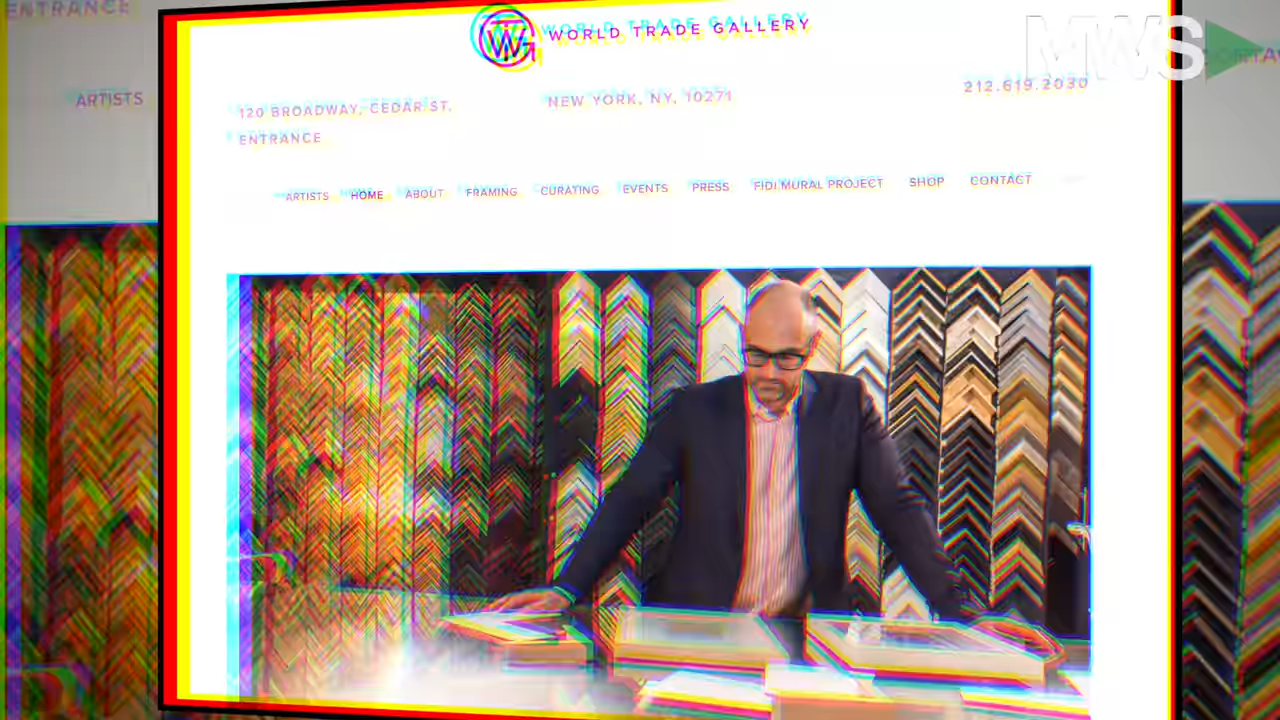 ENTRANCE
WORLD TRADE GALLERY
MWS
120 BROADWAY, CEDAR ST,
ENTRANCE
NEW YORK, NY, 10271
212.619.2030
ARTISTS
ARTISTS HOME ABOUT FRAMING CURATING EVENTS PRESS FIDI MURAL PROJECT SHOP CONTACT